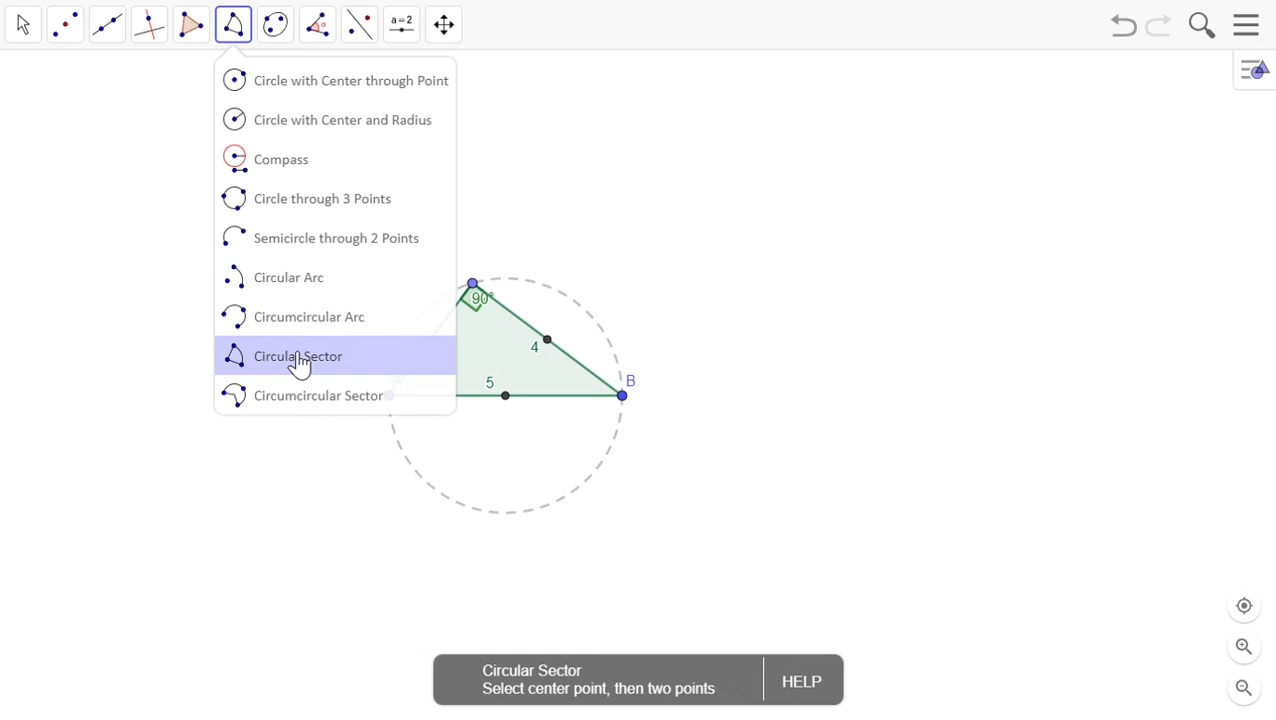 a=2
Circle with Center through Point
Circle with Center and Radius
Compass
Circle through 3 Points
Semicircle through 2 Points
Circular Arc
Circumcircular Arc
Circular Sector
Circumcircular Sector
90°
4
5
B
Circular Sector
Select center point, then two points
HELP